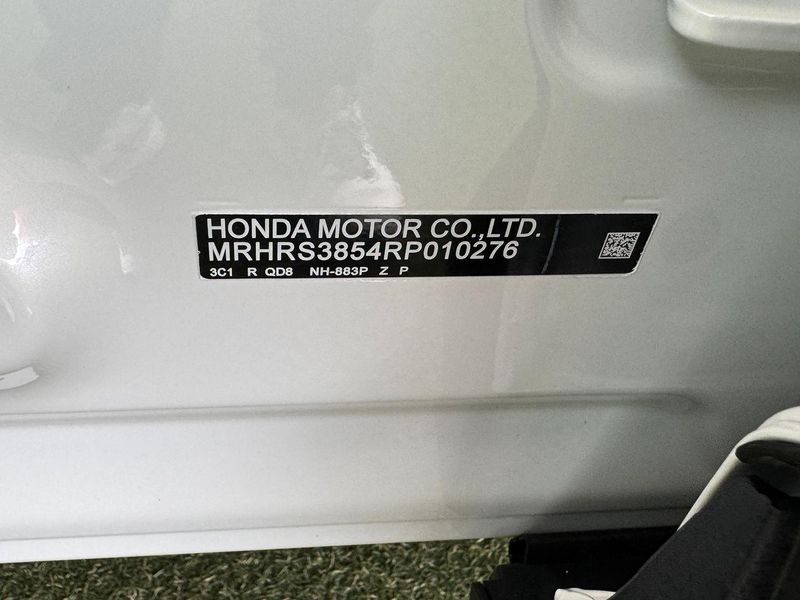 HONDA MOTOR CO.,LTD.
MRHRS3854RP010276
3C1 R QD8 NH-883P Z P